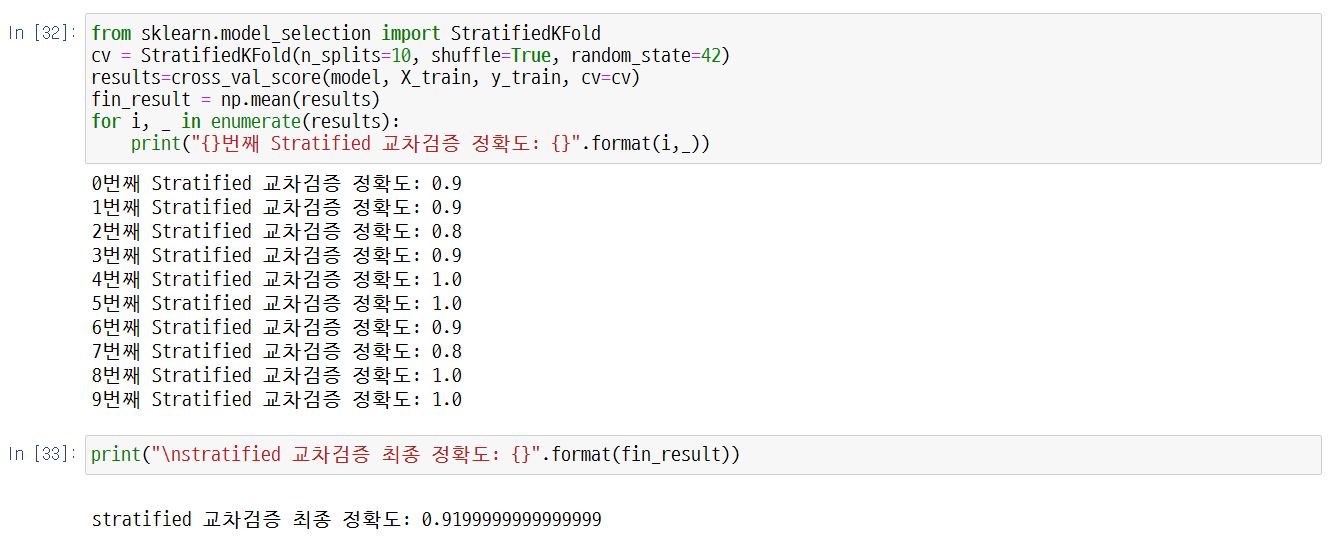 In [32]:
from sklearn.model_selection import StratifiedKFold
cv = StratifiedKFold(n_splits=10, shuffle=True, random_state=42)
results=cross_val_score(model, X_train, y_train, cv=cv)
fin_result = np.mean(results)
for i, _ in enumerate(results):
    print("{}번째 Stratified 교차검증 정확도: {}".format(i,_))
0번째 Stratified 교차검증 정확도: 0.9
1번째 Stratified 교차검증 정확도: 0.9
2번째 Stratified 교차검증 정확도: 0.8
3번째 Stratified 교차검증 정확도: 0.9
4번째 Stratified 교차검증 정확도: 1.0
5번째 Stratified 교차검증 정확도: 1.0
6번째 Stratified 교차검증 정확도: 0.9
7번째 Stratified 교차검증 정확도: 0.8
8번째 Stratified 교차검증 정확도: 1.0
9번째 Stratified 교차검증 정확도: 1.0
In [33]:
print("\nstratified 교차검증 최종 정확도: {}".format(fin_result))
stratified 교차검증 최종 정확도: 0.9199999999999999